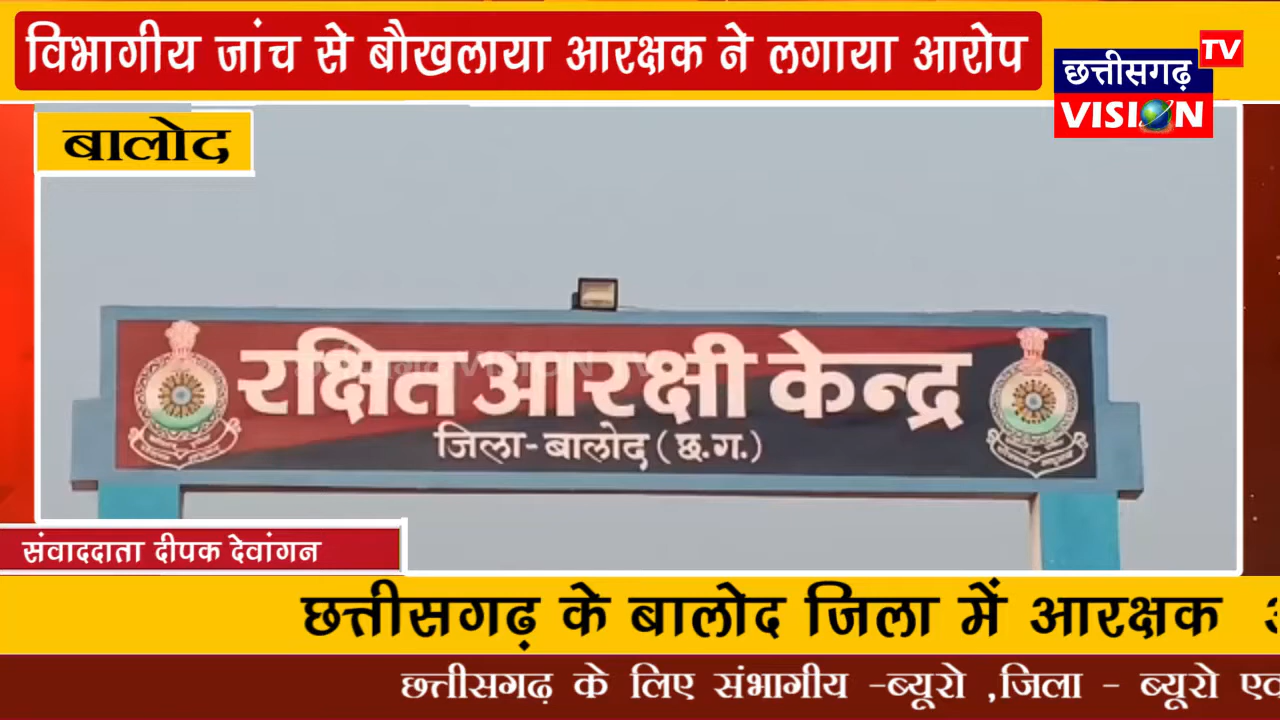 विभागीय जांच से बौखलाया आरक्षक ने लगाया आरोप
छत्तीसगढ़
TV
VISION
बालोद
रक्षित आरक्षी केन्द्र
जिला-बालोद (छ.ग.)
संवाददाता दीपक देवांगन
छत्तीसगढ़ के बालोद जिला में आरक्षक
छत्तीसगढ़ के लिए संभागीय -ब्यूरो ,जिला - ब्यूरो एव